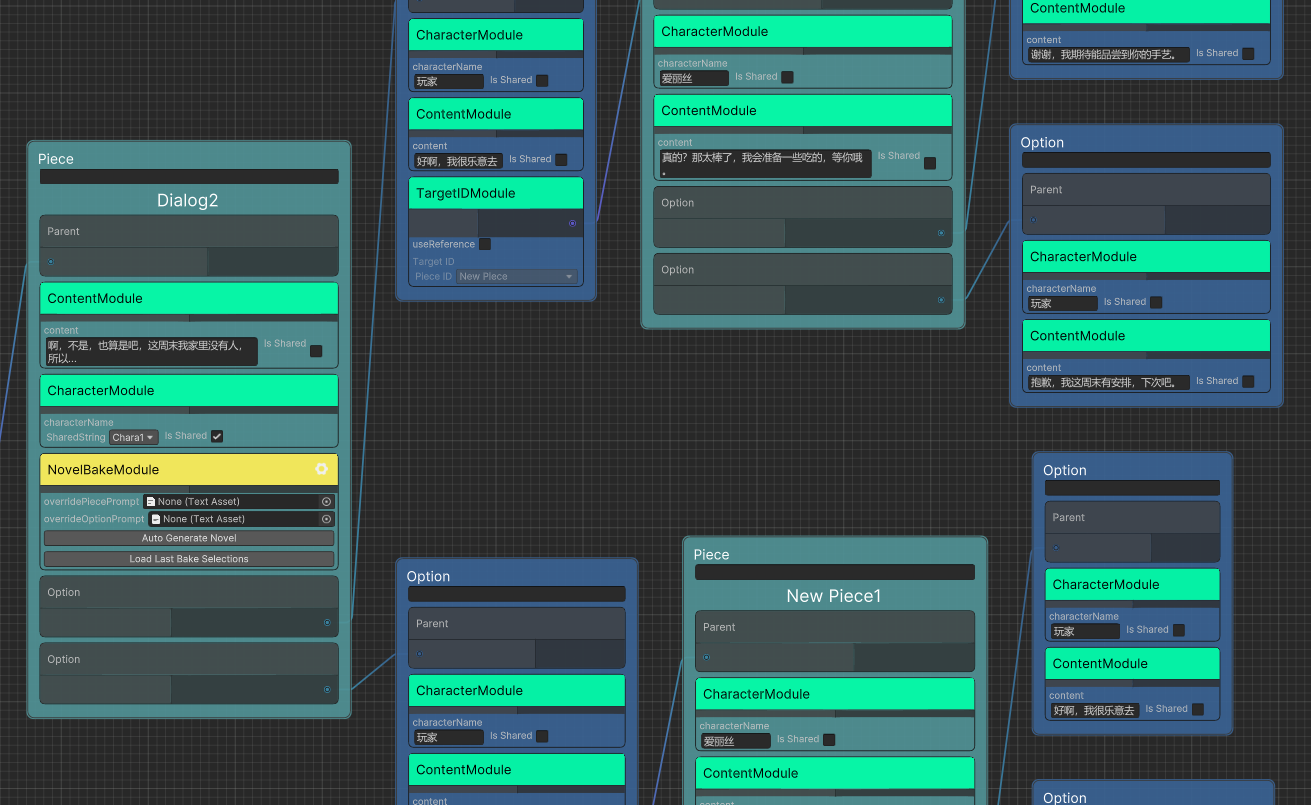 Piece
Dialog2
Parent
ContentModule
content
啊，不是，也算是吧，这周末我家里没有人，
所以...
Is Shared
CharacterModule
characterName
SharedString Chara1 Is Shared
NovelBakeModule
overridePiecePrompt None (Text Asset)
overrideOptionPrompt None (Text Asset)
Auto Generate Novel
Load Last Bake Selections
Option
Option
CharacterModule
characterName
玩家 Is Shared
ContentModule
content
好啊，我很乐意去 Is Shared
TargetIDModule
useReference
Target ID
Piece ID New Piece
Option
Parent
CharacterModule
characterName
玩家 Is Shared
ContentModule
content
CharacterModule
characterName
爱丽丝 Is Shared
ContentModule
content
真的？那太棒了，我会准备一些吃的，等你哦
。
Is Shared
Option
Option
Piece
New Piece1
Parent
CharacterModule
characterName
爱丽丝 Is Shared
ContentModule
ContentModule
content
谢谢，我期待能品尝到你的手艺。 Is Shared
Option
Parent
CharacterModule
characterName
玩家 Is Shared
ContentModule
content
抱歉，我这周末有安排，下次吧。 Is Shared
Option
Parent
CharacterModule
characterName
玩家 Is Shared
ContentModule
content
好啊，我很乐意去 Is Shared
Option